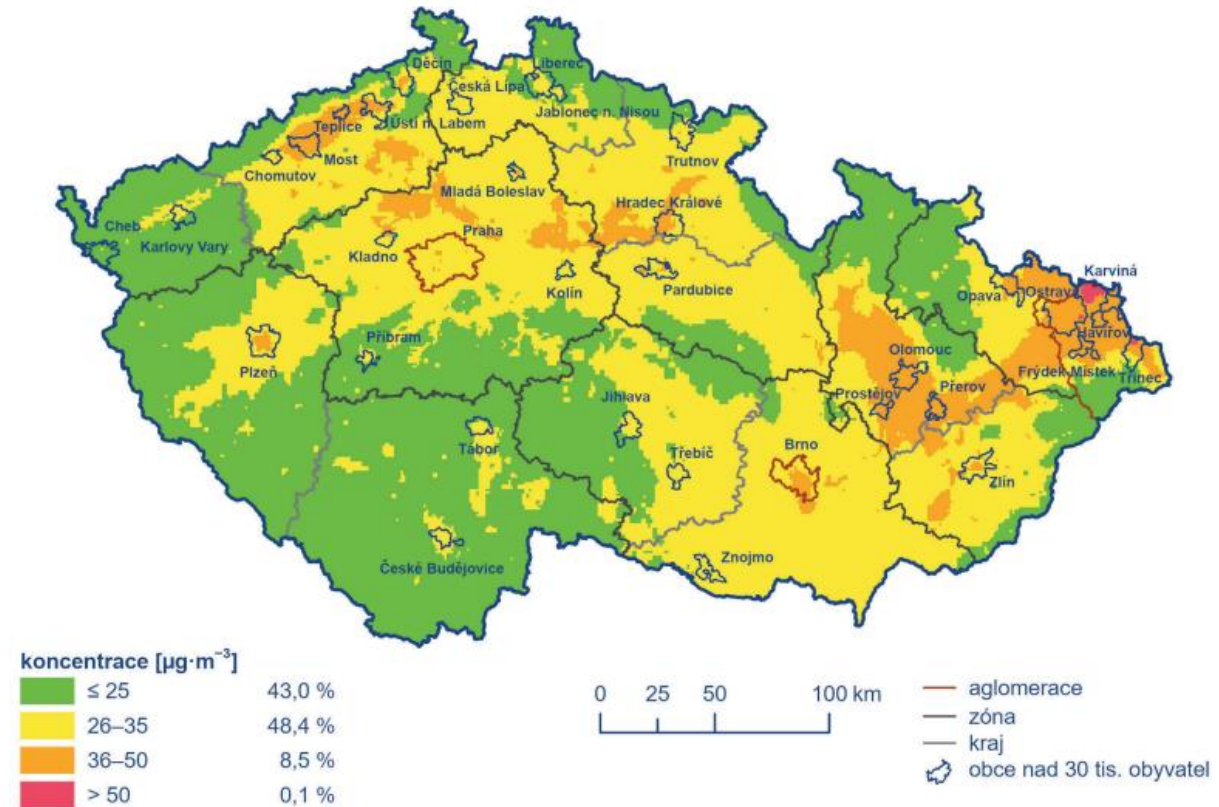 Děčín
Liberec
Česká Lípa
Jablonec n. Nisou
Teplice
Ústí n. Labem
Most
Chomutov
Trutnov
Mladá Boleslav
Hradec Králové
Cheb
Karlovy Vary
Kladno
Praha
Kolín
Pardubice
Karviná
Opava
Ostrava
Havířov
Příbram
Plzeň
Olomouc
Prostějov
Přerov
Frýdek-Místek
Třinec
Jihlava
Tábor
Třebíč
Brno
Zlín
České Budějovice
Znojmo
koncentrace [µg·m⁻³]
≤ 25 43,0 %
26–35 48,4 %
36–50 8,5 %
> 50 0,1 %
0 25 50 100 km
aglomerace
zóna
kraj
obce nad 30 tis. obyvatel